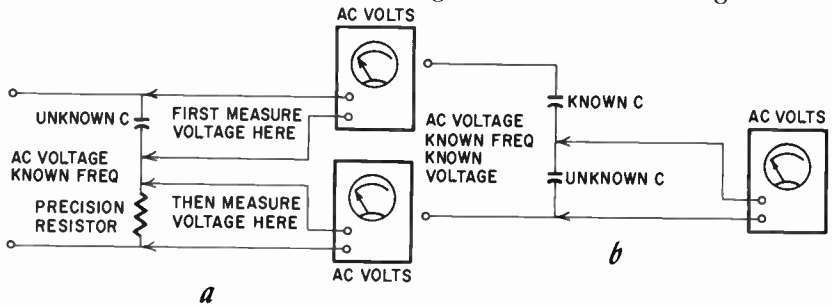 AC VOLTS
UNKNOWN C
FIRST MEASURE
VOLTAGE HERE
AC VOLTAGE
KNOWN FREQ
PRECISION
RESISTOR
THEN MEASURE
VOLTAGE HERE
AC VOLTS
a
KNOWN C
AC VOLTAGE
KNOWN FREQ
KNOWN
VOLTAGE
UNKNOWN C
AC VOLTS
b